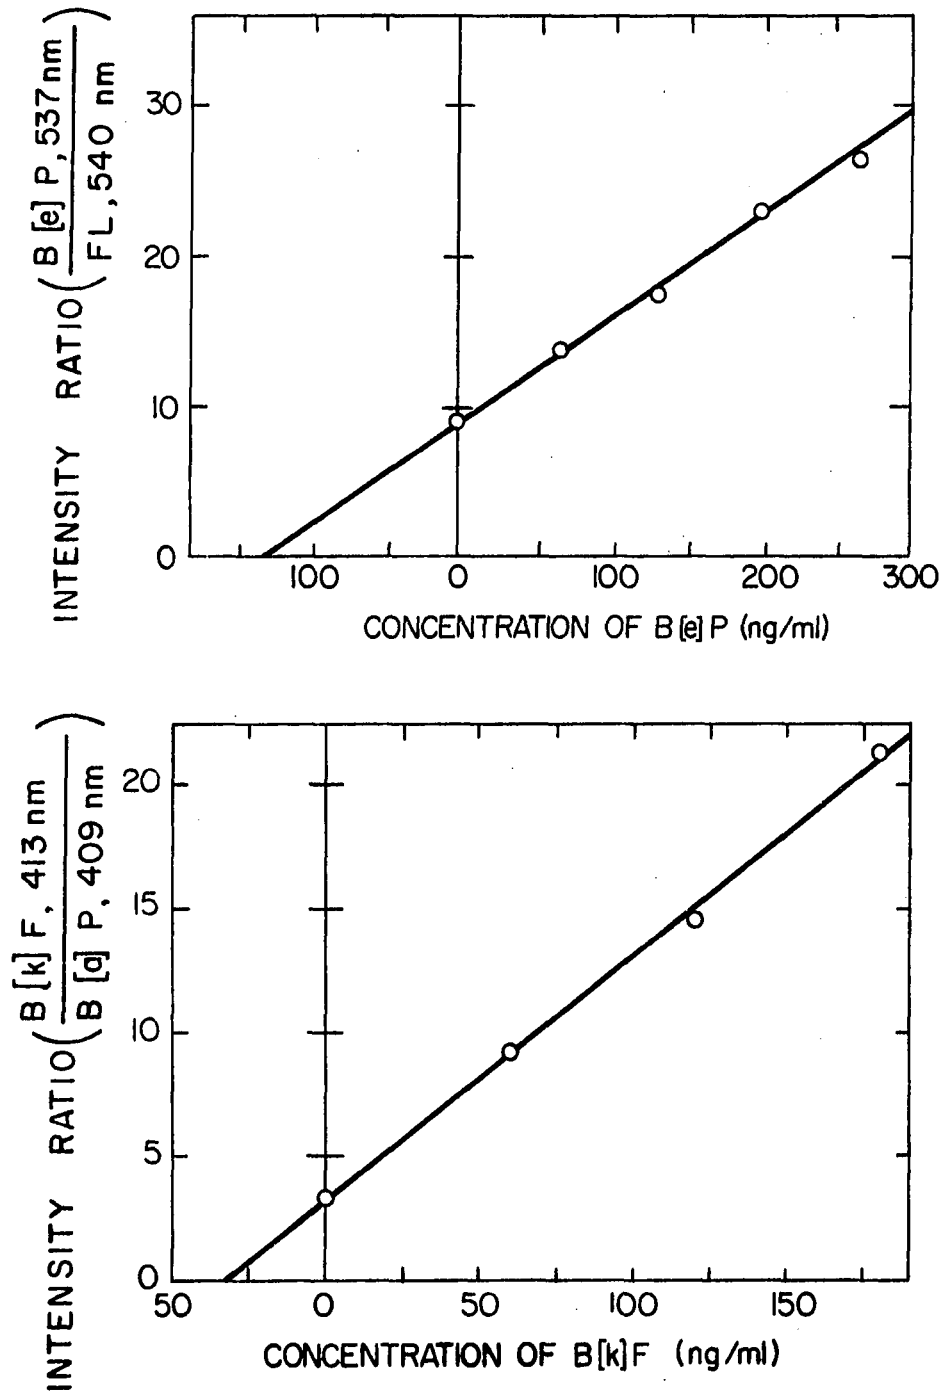 INTENSITY RATIO (B [e] P, 537 nm
FL, 540 nm)
30
20
10
0
100 0 100 200 300
CONCENTRATION OF B [e] P (ng/ml)
INTENSITY RATIO (B [k] F, 413 nm
B [a] P, 409 nm)
20
15
10
5
0
50 0 50 100 150
CONCENTRATION OF B [k] F (ng/ml)